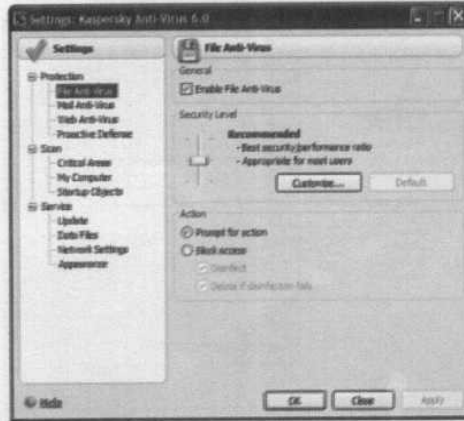 Settings: Kaspersky Anti-Virus 6.0
Settings
Protection
File Anti-Virus
Mail Anti-Virus
Web Anti-Virus
Proactive Defense
Scan
Critical Areas
My Computer
Startup Objects
Service
Update
Data Files
Network Settings
Appearance
Help
File Anti-Virus
General
Enable File Anti-Virus
Security Level
Recommended
- Best security/performance ratio
- Appropriate for most users
Customize...
Default
Action
Prompt for action
Block access
Disinfect
Delete if disinfection fails
OK
Close
Apply